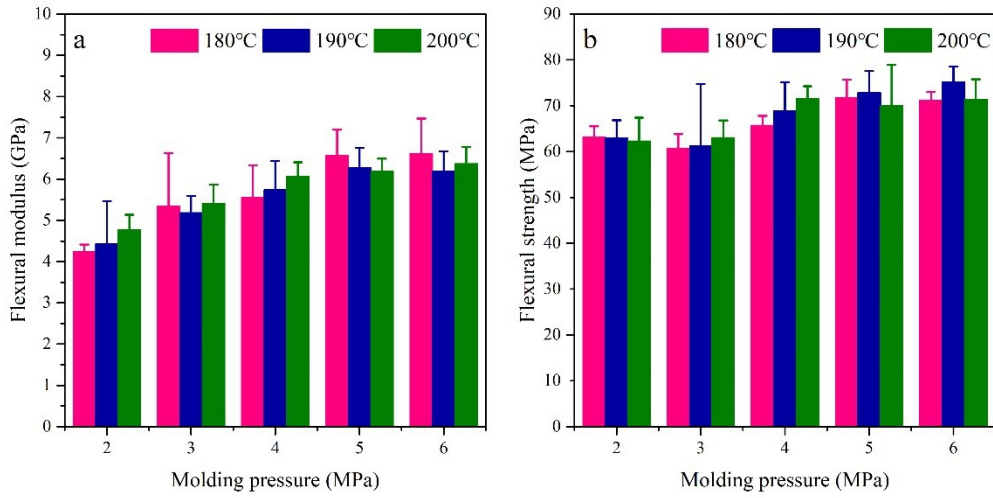 a
180°C 190°C 200°C
Flexural modulus (GPa)
10
9
8
7
6
5
4
3
2
1
0
2 3 4 5 6
Molding pressure (MPa)
b
180°C 190°C 200°C
Flexural strength (MPa)
90
80
70
60
50
40
30
20
10
0
2 3 4 5 6
Molding pressure (MPa)